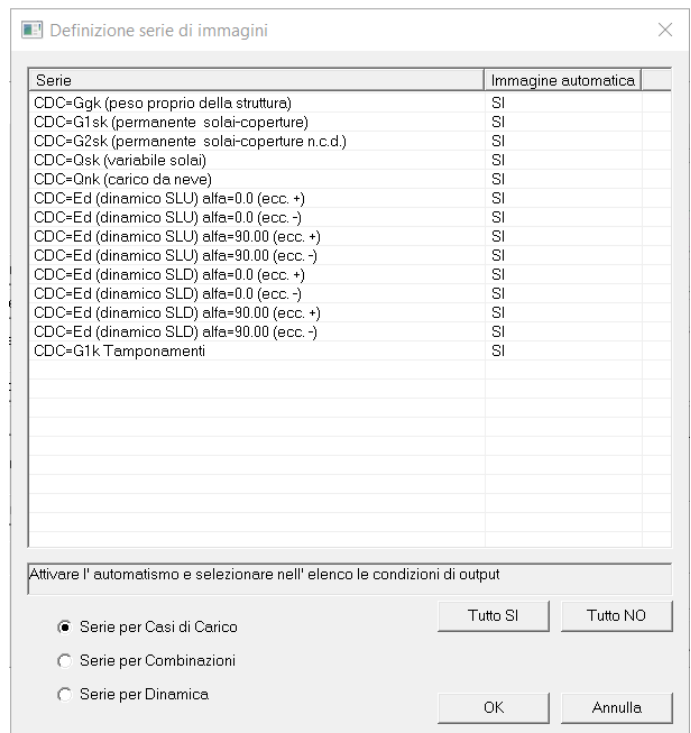 Definizione serie di immagini
Serie Immagine automatica
CDC=Ggk (peso proprio della struttura) SI
CDC=G1sk (permanente solai-coperture) SI
CDC=G2sk (permanente solai-coperture n.c.d.) SI
CDC=Qsk (variabile solai) SI
CDC=Qnk (carico da neve) SI
CDC=Ed (dinamico SLU) alfa=0.0 (ecc. +) SI
CDC=Ed (dinamico SLU) alfa=0.0 (ecc. -) SI
CDC=Ed (dinamico SLU) alfa=90.00 (ecc. +) SI
CDC=Ed (dinamico SLU) alfa=90.00 (ecc. -) SI
CDC=Ed (dinamico SLD) alfa=0.0 (ecc. +) SI
CDC=Ed (dinamico SLD) alfa=0.0 (ecc. -) SI
CDC=Ed (dinamico SLD) alfa=90.00 (ecc. +) SI
CDC=Ed (dinamico SLD) alfa=90.00 (ecc. -) SI
CDC=G1k Tamponamenti SI
Attivare l' automatismo e selezionare nell' elenco le condizioni di output
Tutto SI Tutto NO
Serie per Casi di Carico
Serie per Combinazioni
Serie per Dinamica
OK Annulla